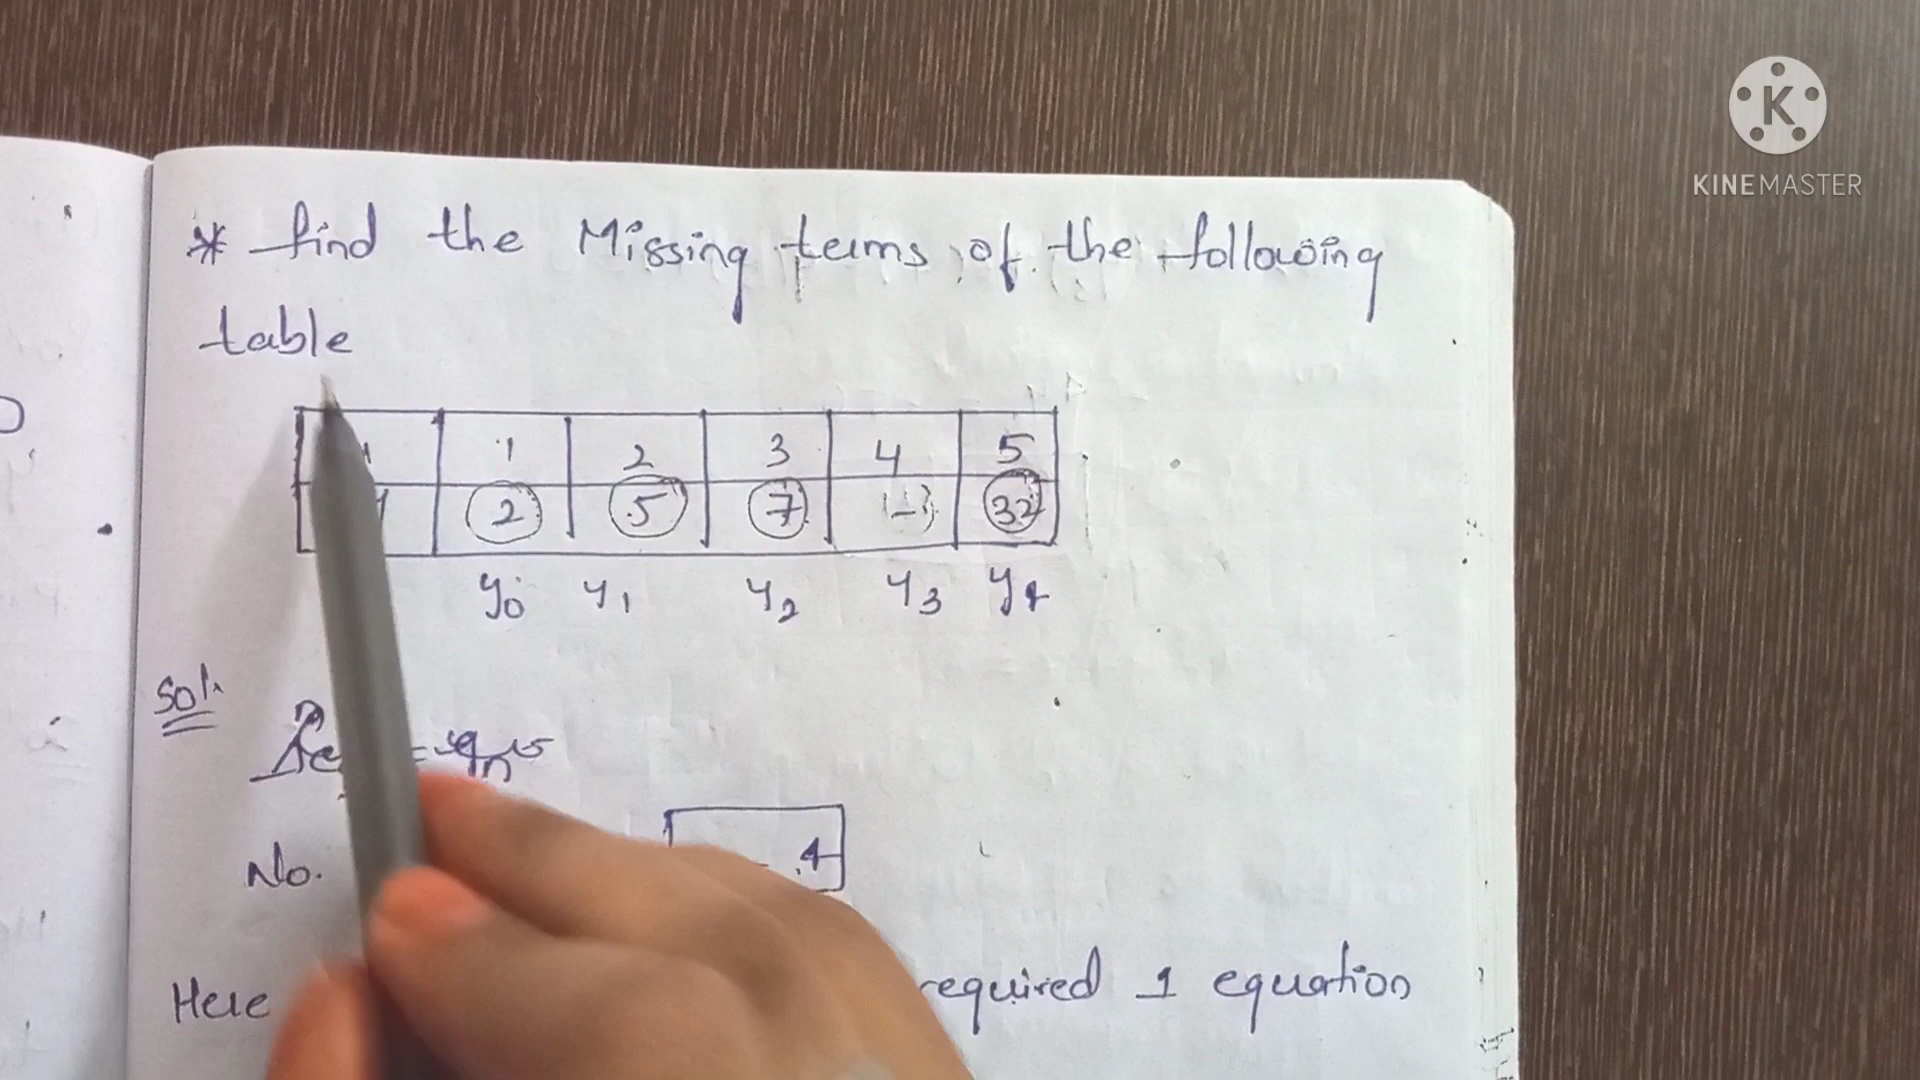 KINEMASTER
* find the Missing terms of the following
table
1 2 3 4 5
2 5 7 - 32
y0 y1 y2 y3 y4
Sol:
No. 4
Here required 1 equation